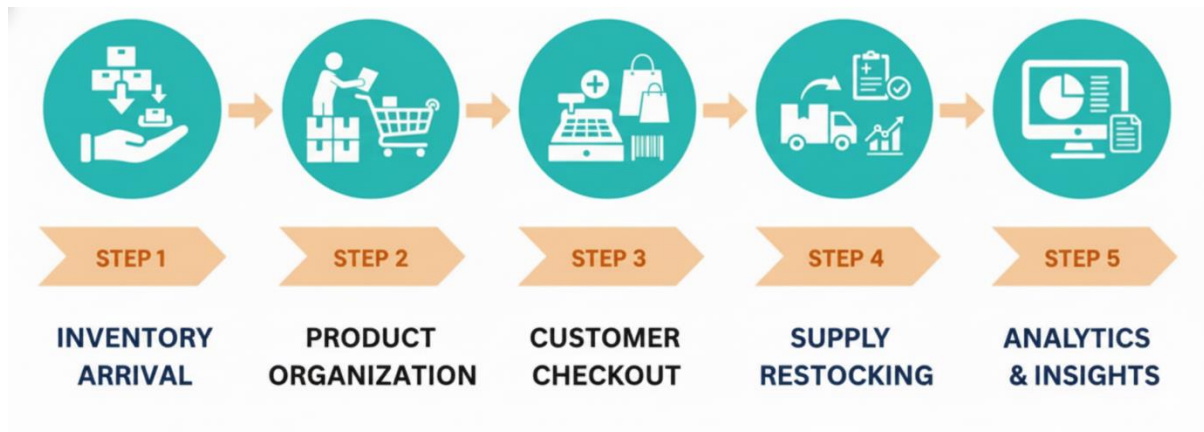 STEP 1
STEP 2
STEP 3
STEP 4
STEP 5
INVENTORY
ARRIVAL
PRODUCT
ORGANIZATION
CUSTOMER
CHECKOUT
SUPPLY
RESTOCKING
ANALYTICS
& INSIGHTS